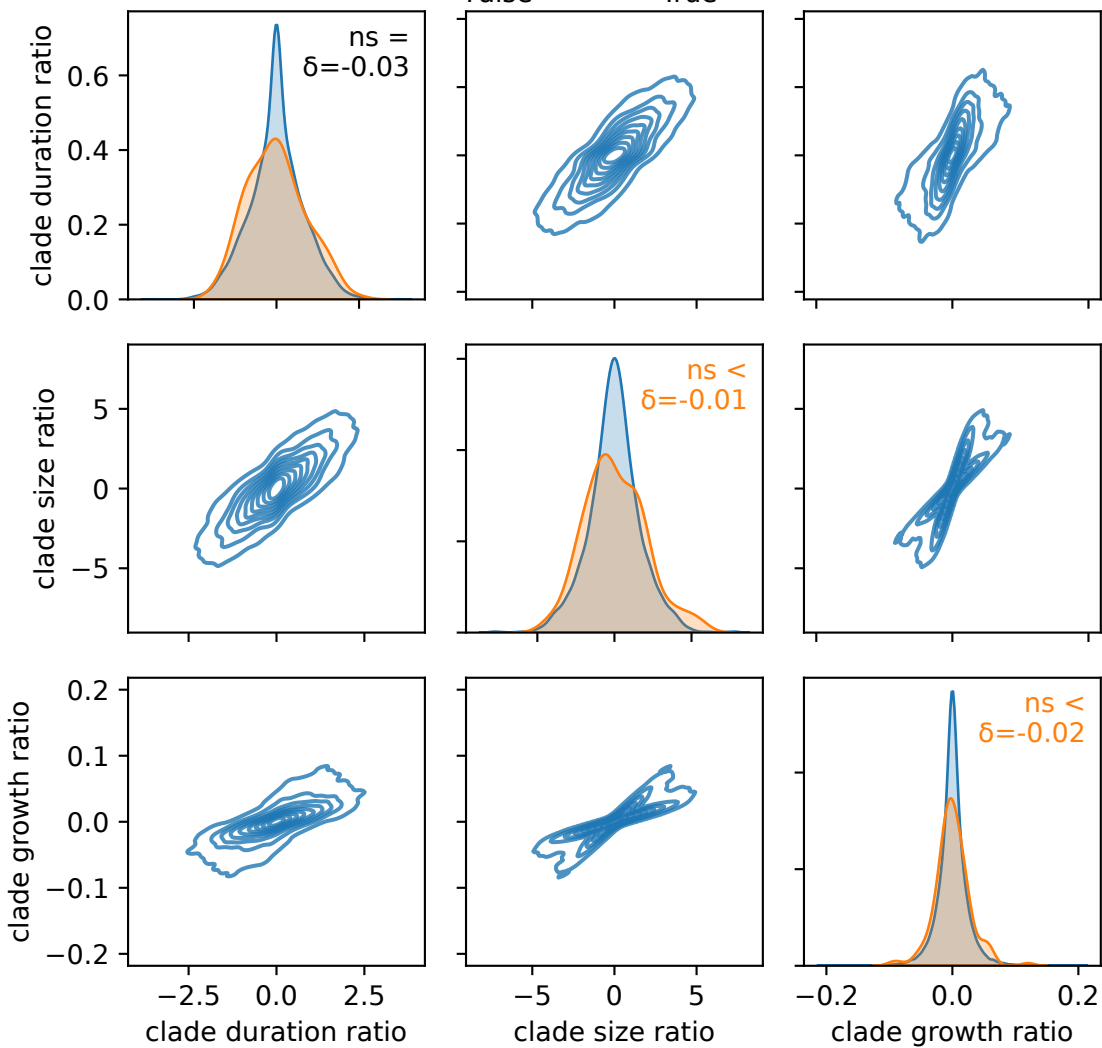 ns =
δ=-0.03
clade duration ratio
0.6
0.4
0.2
0.0
ns <
δ=-0.01
clade size ratio
5
0
−5
ns <
δ=-0.02
clade growth ratio
0.2
0.1
0.0
−0.1
−0.2
−2.5 0.0 2.5
−5 0 5
−0.2 0.0 0.2
clade duration ratio
clade size ratio
clade growth ratio